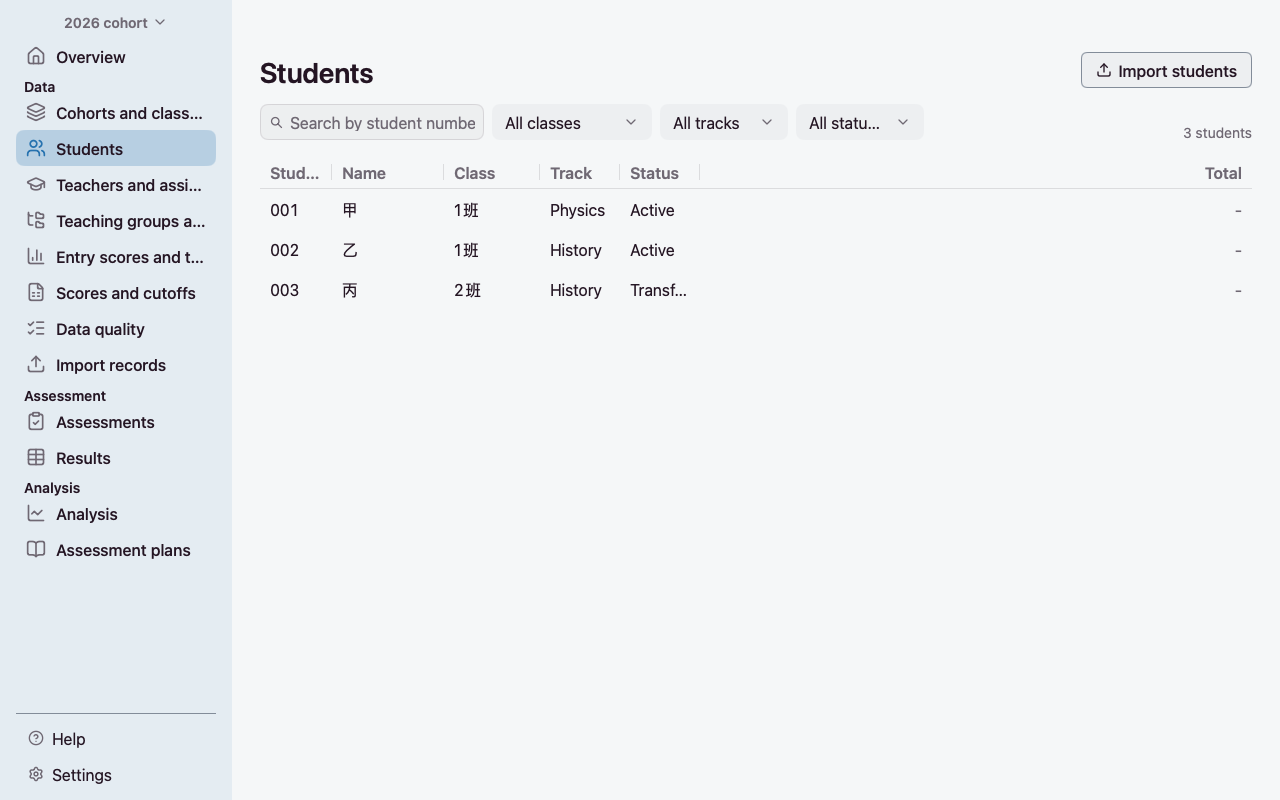 2026 cohort
Overview
Data
Cohorts and class...
Students
Teachers and assi...
Teaching groups a...
Entry scores and t...
Scores and cutoffs
Data quality
Import records
Assessment
Assessments
Results
Analysis
Analysis
Assessment plans
Help
Settings
Students
Import students
Search by student numbe
All classes
All tracks
All statu...
3 students
Stud... Name Class Track Status Total
001 甲 1班 Physics Active -
002 乙 1班 History Active -
003 丙 2班 History Transf... -